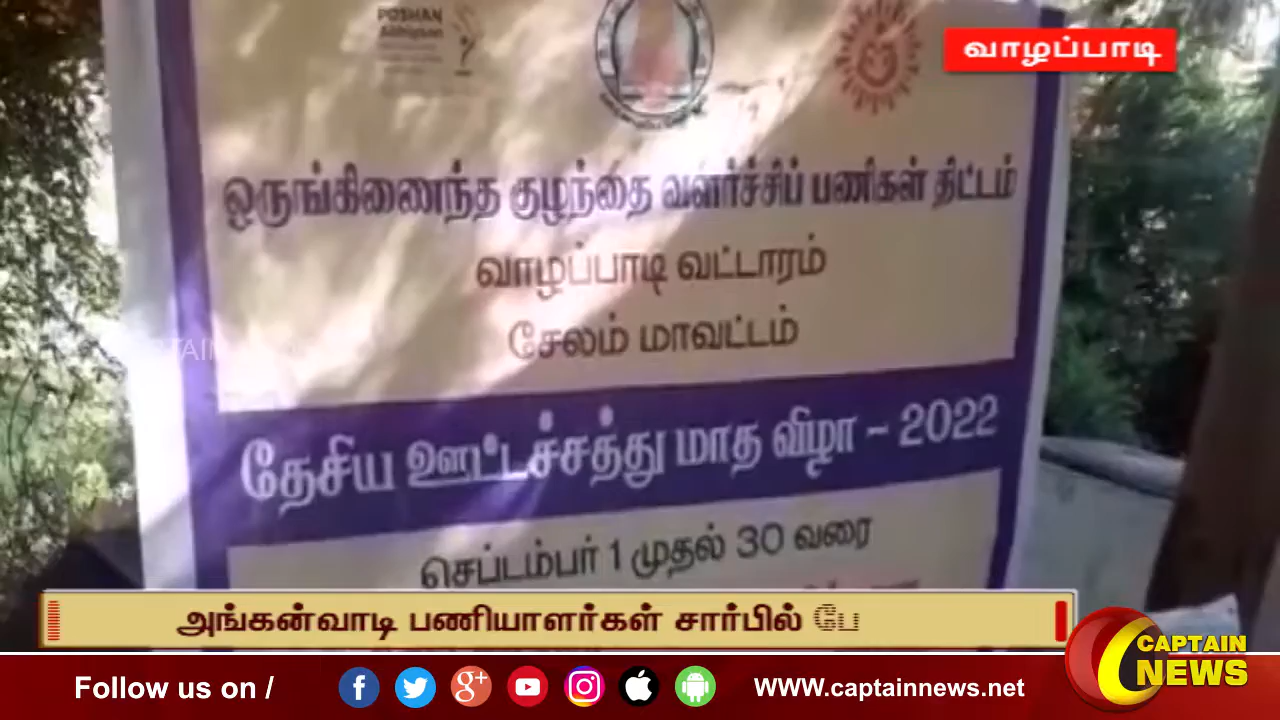 POSHAN
Abhiyaan
வாழப்பாடி
ஒருங்கிணைந்த குழந்தை வளர்ச்சிப் பணிகள் திட்டம்
வாழப்பாடி வட்டாரம்
சேலம் மாவட்டம்
தேசிய ஊட்டச்சத்து மாத விழா – 2022
செப்டம்பர் 1 முதல் 30 வரை
அங்கன்வாடி பணியாளர்கள் சார்பில் பே
Follow us on /
WWW.captainnews.net
CAPTAIN
NEWS